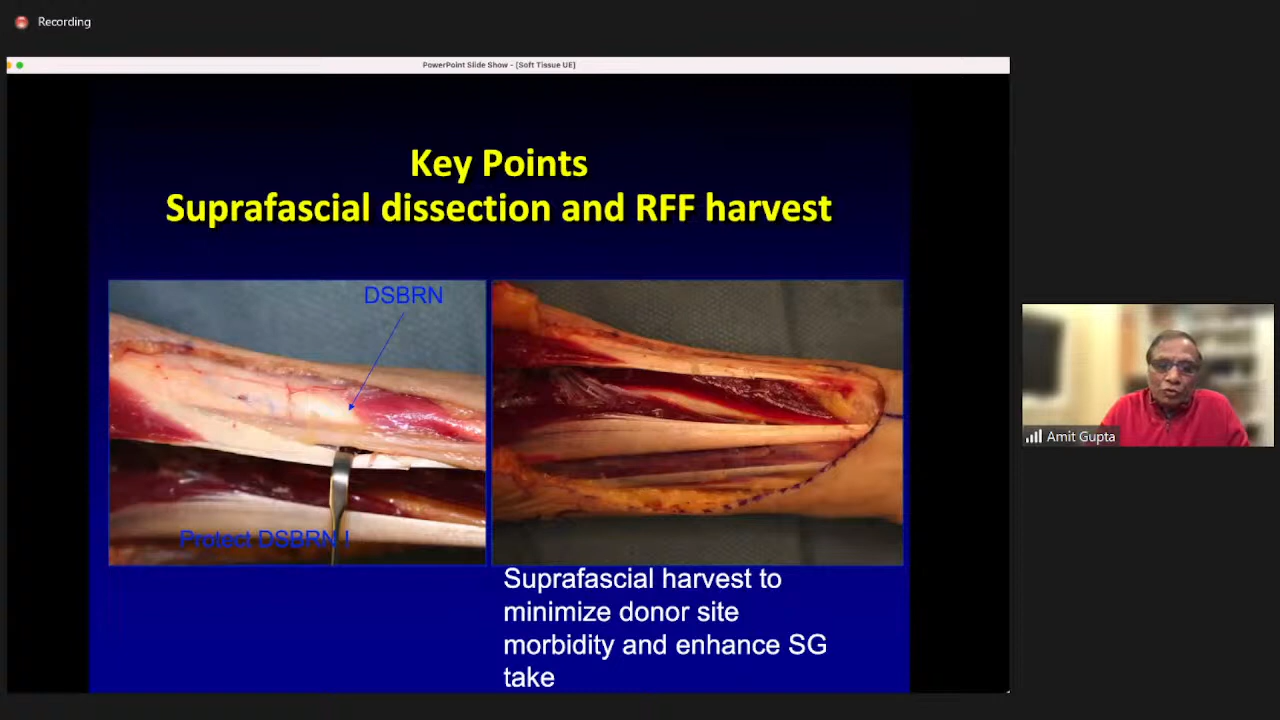 Recording
PowerPoint Slide Show - [Soft Tissue UE]
Key Points
Suprafascial dissection and RFF harvest
DSBRN
Protect DSBRN !
Suprafascial harvest to
minimize donor site
morbidity and enhance SG
take
Amit Gupta